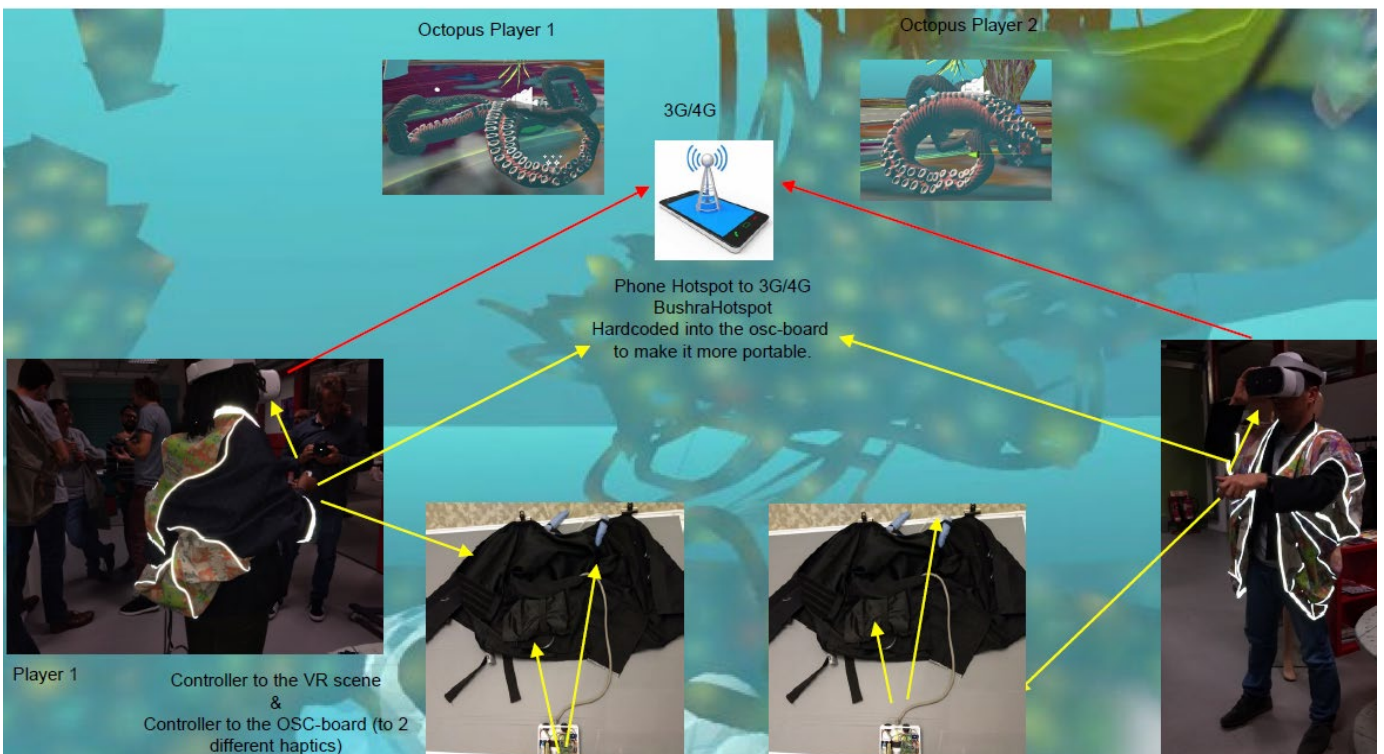 Octopus Player 1
Octopus Player 2
3G/4G
Phone Hotspot to 3G/4G
BushraHotspot
Hardcoded into the osc-board
to make it more portable.
Player 1
Controller to the VR scene
&
Controller to the OSC-board (to 2
different haptics)